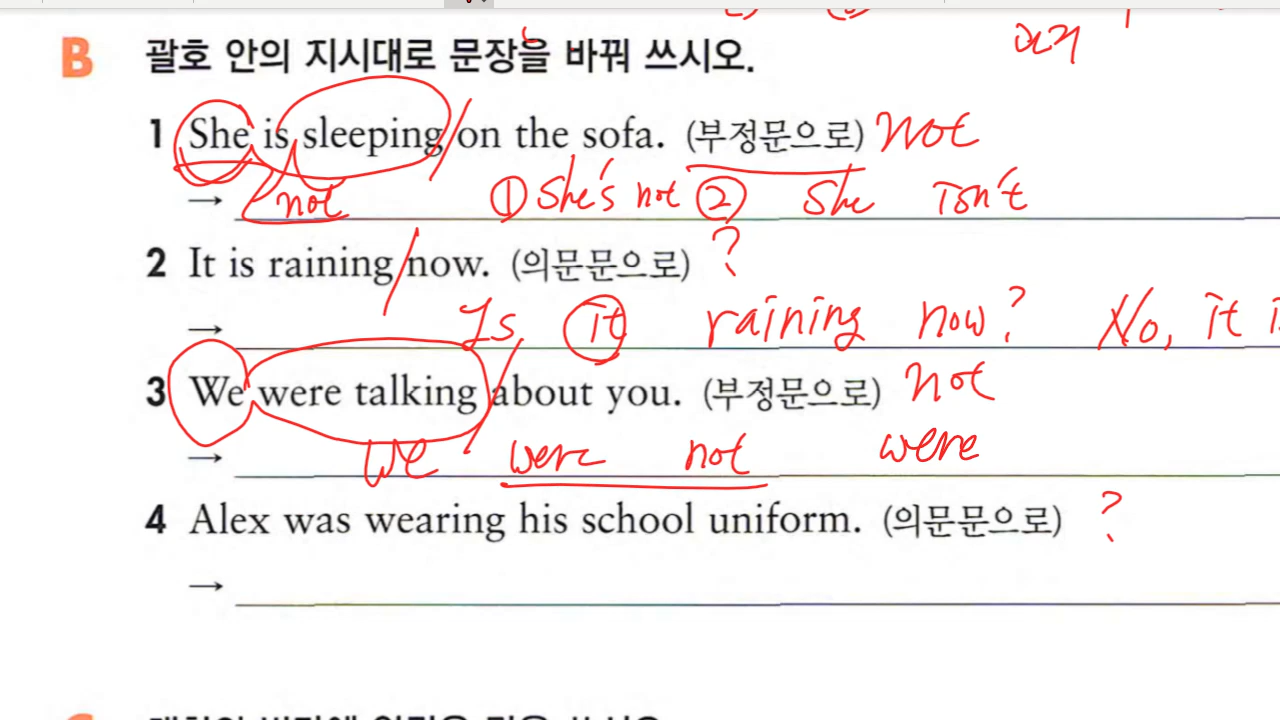 B 괄호 안의 지시대로 문장을 바꿔 쓰시오.
1 She is sleeping on the sofa. (부정문으로) not
→ not ① She's not ② She isn't
2 It is raining now. (의문문으로) ?
→ Is it raining now? No, it
3 We were talking about you. (부정문으로) not
→ we were not were
4 Alex was wearing his school uniform. (의문문으로) ?
→